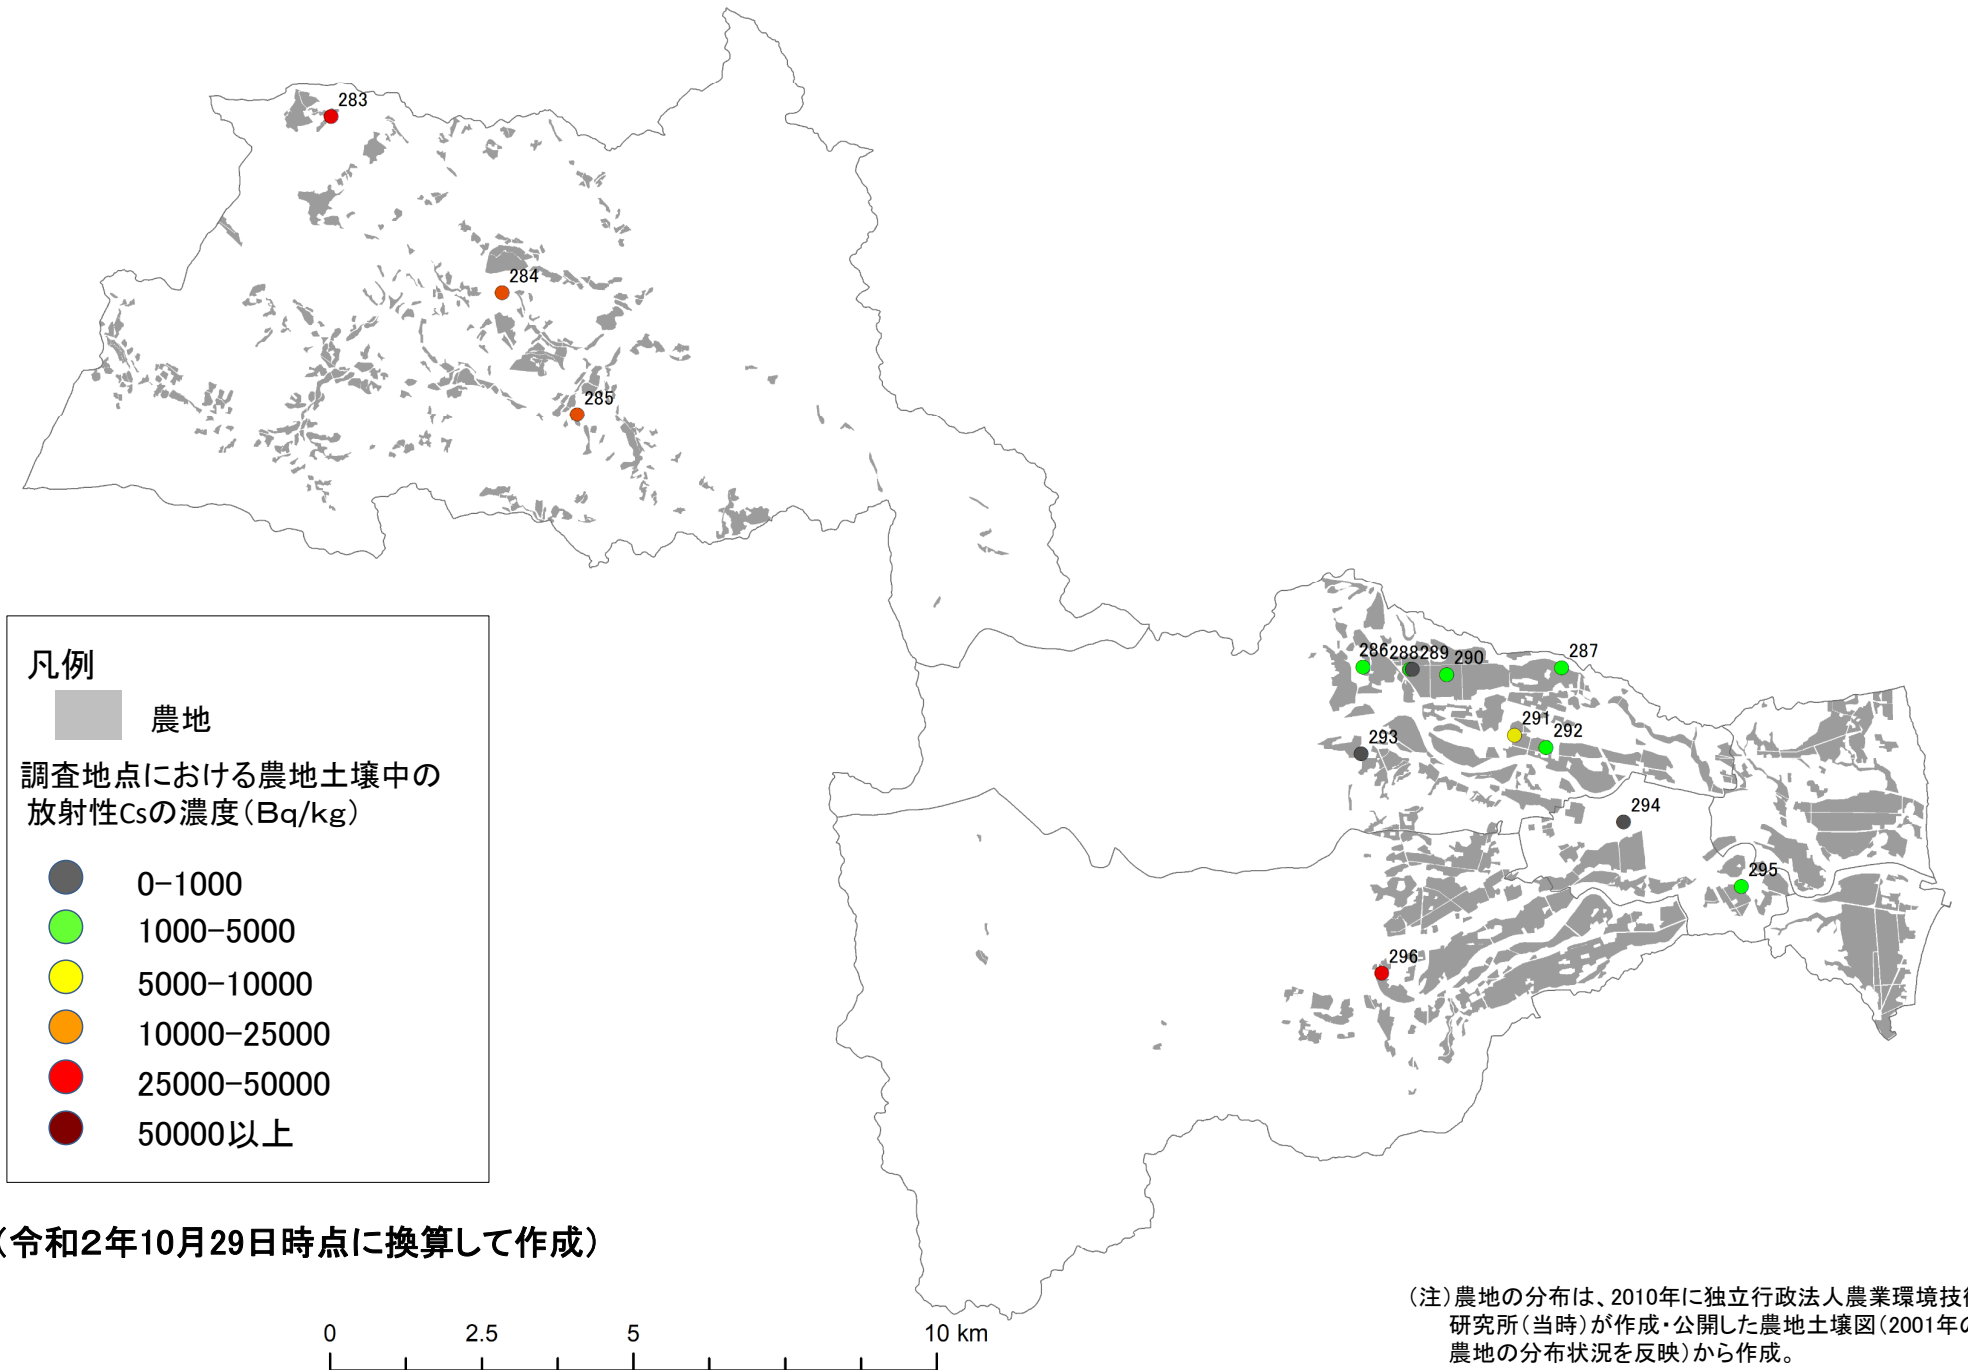 283
284
285
286
288
289
290
287
291
292
293
294
295
296
凡例
農地
調査地点における農地土壌中の
放射性Csの濃度(Bq/kg)
0-1000
1000-5000
5000-10000
10000-25000
25000-50000
50000以上
(令和2年10月29日時点に換算して作成)
0 2.5 5 10 km
(注)農地の分布は、2010年に独立行政法人農業環境技術
研究所(当時)が作成・公開した農地土壌図(2001年の
農地の分布状況を反映)から作成。